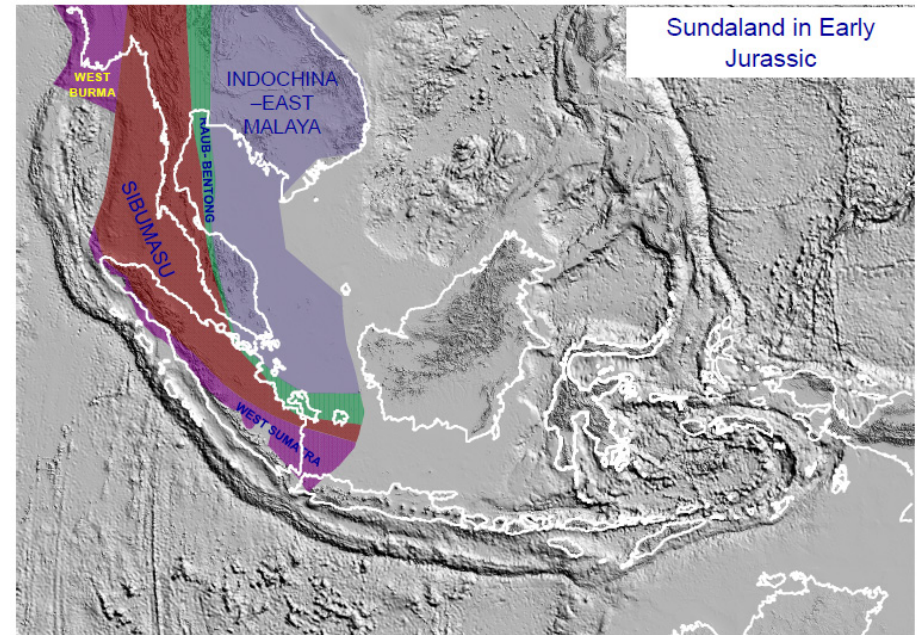 Sundaland in Early
Jurassic
WEST
BURMA
INDOCHINA
–EAST
MALAYA
RAUB- BENTONG
SIBUMASU
WEST SUMATRA